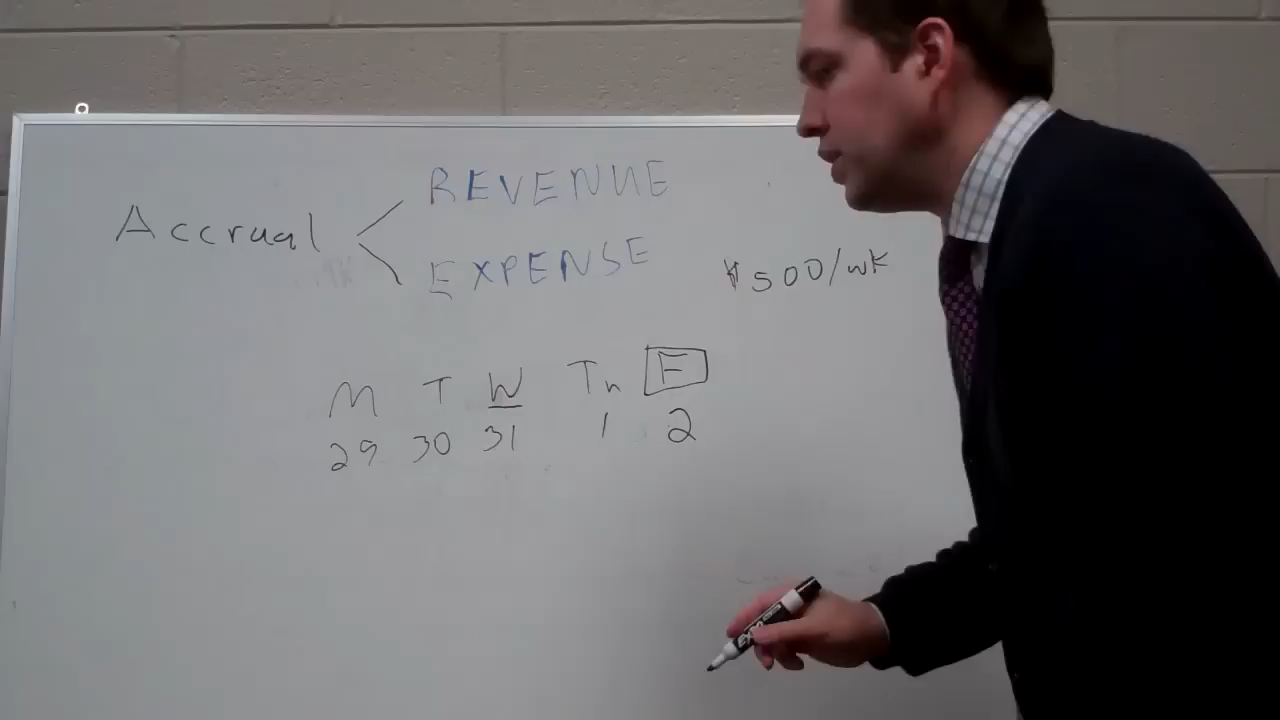 REVENUE
Accrual
EXPENSE
$500/wk
M T W Th F
29 30 31 1 2